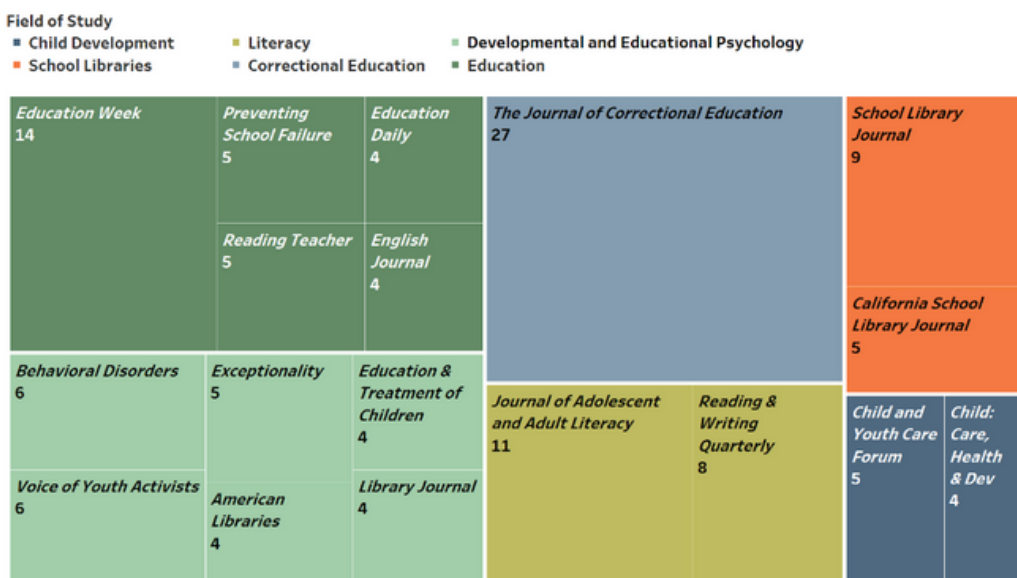 Field of Study
Child Development
Literacy
Developmental and Educational Psychology
School Libraries
Correctional Education
Education
Education Week
14
Preventing
School Failure
5
Education
Daily
4
Reading Teacher
5
English
Journal
4
The Journal of Correctional Education
27
School Library
Journal
9
California School
Library Journal
5
Behavioral Disorders
6
Exceptionality
5
Education &
Treatment of
Children
4
Voice of Youth Activists
6
American
Libraries
4
Library Journal
4
Journal of Adolescent
and Adult Literacy
11
Reading &
Writing
Quarterly
8
Child and
Youth Care
Forum
5
Child:
Care,
Health
& Dev
4